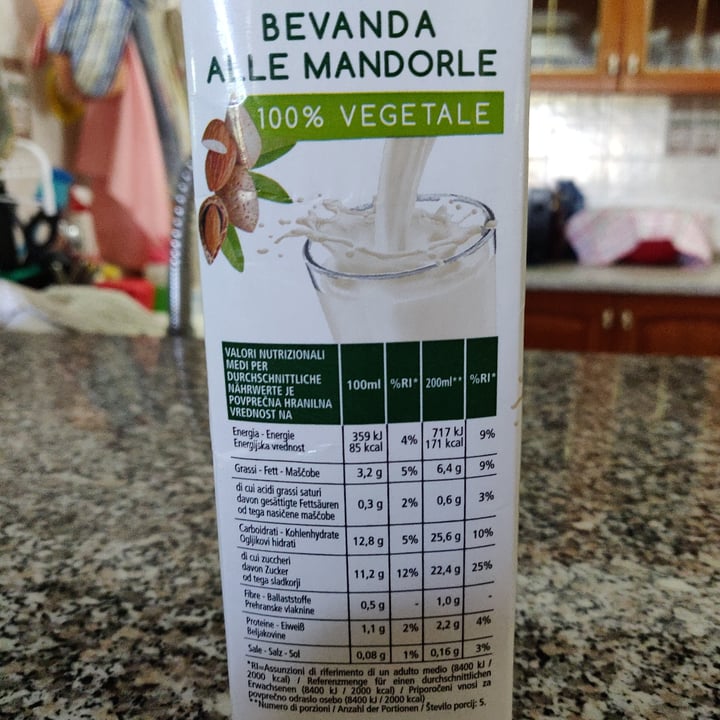 BEVANDA
ALLE MANDORLE
100% VEGETALE
VALORI NUTRIZIONALI
MEDI PER
DURCHSCHNITTLICHE
NÄHRWERTE JE
POVPREČNA HRANILNA
VREDNOST NA
100ml %RI* 200ml** %RI*
Energia - Energie
Energijska vrednost
359 kJ
85 kcal
4%
717 kJ
171 kcal
9%
Grassi - Fett - Maščobe 3,2 g 5% 6,4 g 9%
di cui acidi grassi saturi
davon gesättigte Fettsäuren
od tega nasičene maščobe
0,3 g 2% 0,6 g 3%
Carboidrati - Kohlenhydrate
Ogljikovi hidrati
12,8 g 5% 25,6 g 10%
di cui zuccheri
davon Zucker
od tega sladkorji
11,2 g 12% 22,4 g 25%
Fibre - Ballaststoffe
Prehranske vlaknine
0,5 g - 1,0 g -
Proteine - Eiweiß
Beljakovine
1,1 g 2% 2,2 g 4%
Sale - Salz - Sol 0,08 g 1% 0,16 g 3%
*RI=Assunzioni di riferimento di un adulto medio (8400 kJ /
2000 kcal) / Referenzmenge für einen durchschnittlichen
Erwachsenen (8400 kJ / 2000 kcal) / Priporočeni vnosi za
povprečno odraslo osebo (8400 kJ / 2000 kcal)
**Numero di porzioni / Anzahl der Portionen / Število porcij: 5.